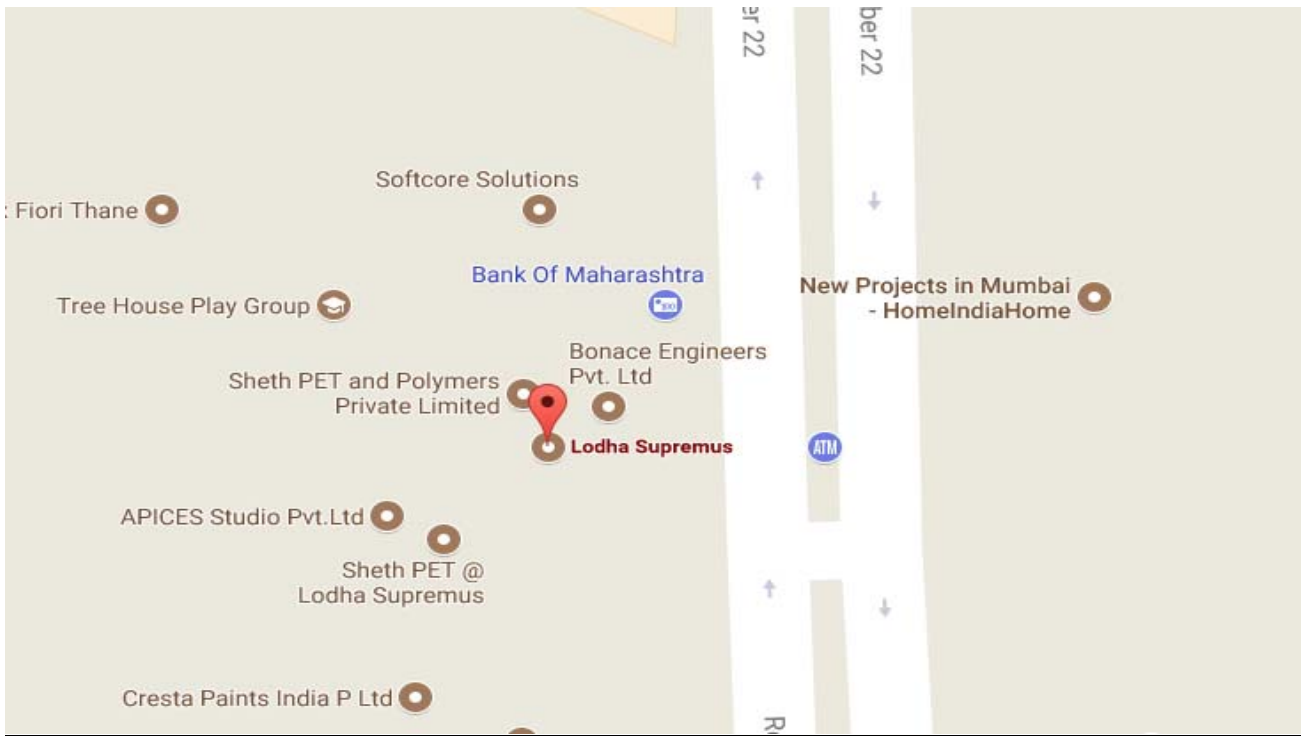 er 22
ber 22
Softcore Solutions
: Fiori Thane
Bank Of Maharashtra
New Projects in Mumbai
- HomeIndiaHome
Tree House Play Group
Bonace Engineers
Pvt. Ltd
Sheth PET and Polymers
Private Limited
Lodha Supremus
ATM
APICES Studio Pvt.Ltd
Sheth PET @
Lodha Supremus
Cresta Paints India P Ltd